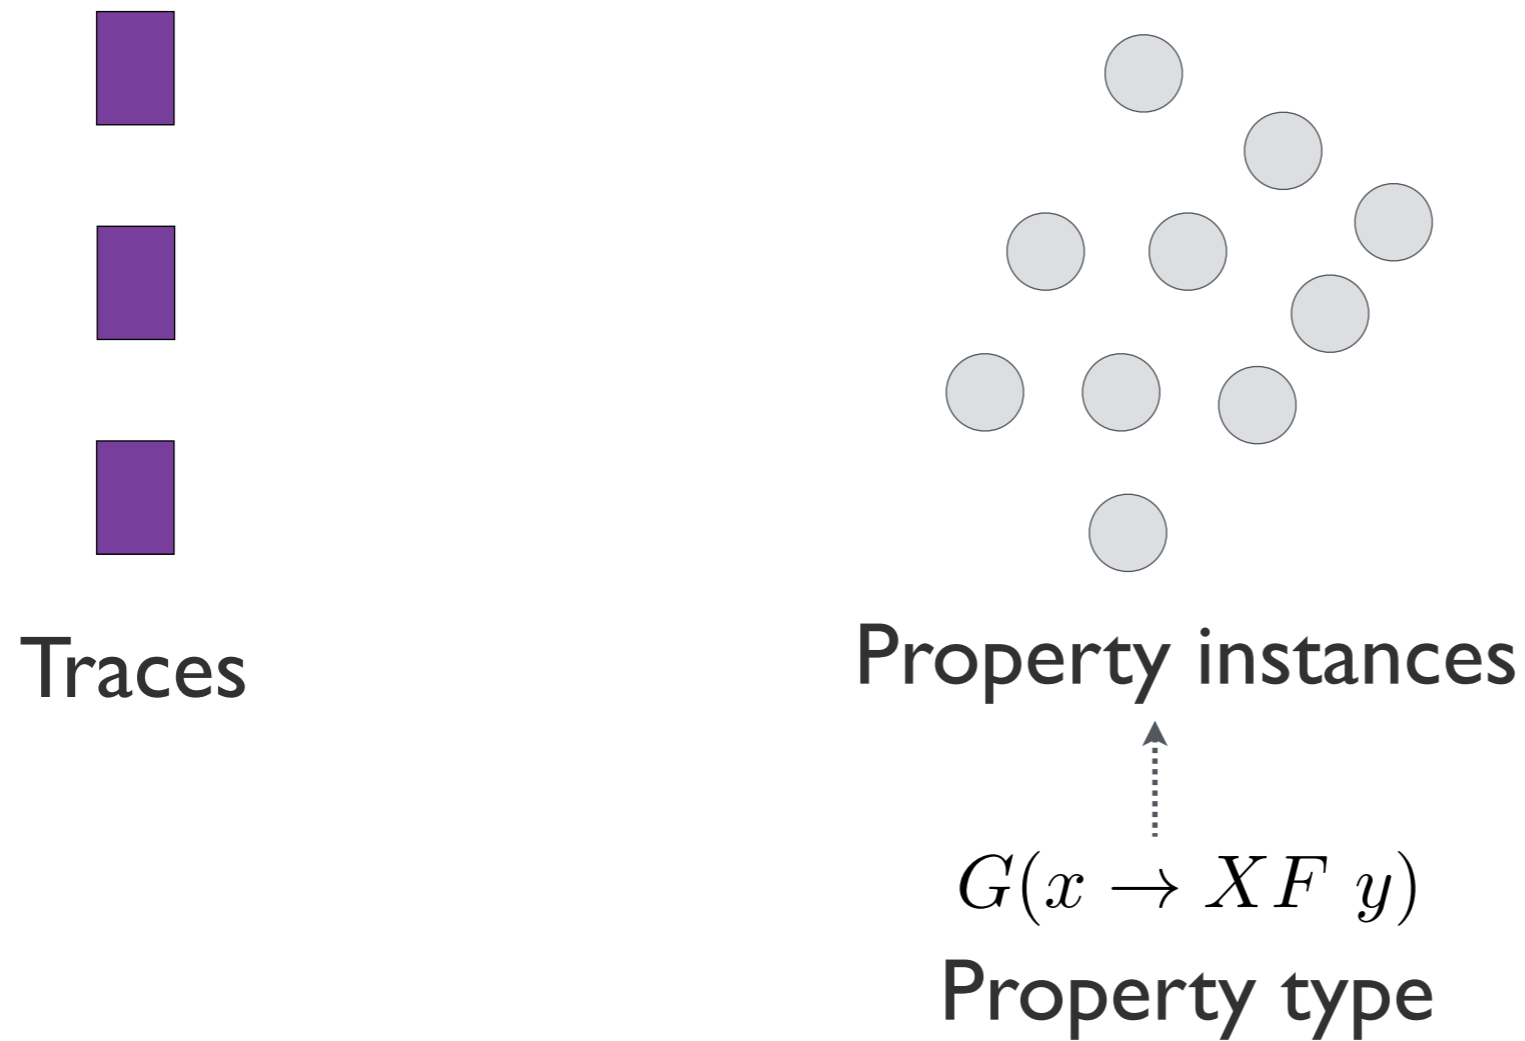 Traces
Property instances
G(x → XF y)
Property type